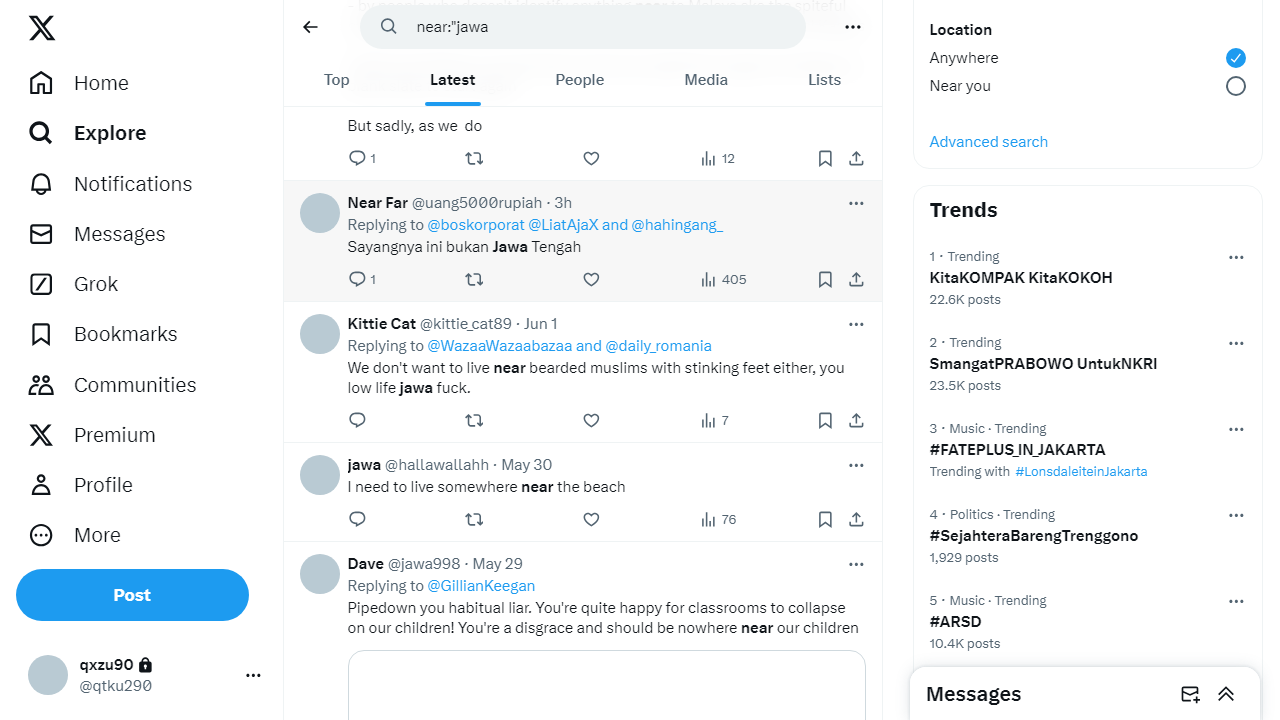 near:"jawa
Home
Explore
Notifications
Messages
Grok
Bookmarks
Communities
Premium
Profile
More
Post
qxzu90
@qtku290
Top
Latest
People
Media
Lists
But sadly, as we do
1
12
Near Far @uang5000rupiah · 3h
Replying to @boskorporat @LiatAjaX and @hahingang_
Sayangnya ini bukan Jawa Tengah
1
405
Kittie Cat @kittie_cat89 · Jun 1
Replying to @WazaaWazaabazaa and @daily_romania
We don't want to live near bearded muslims with stinking feet either, you
low life jawa fuck.
7
jawa @hallawallahh · May 30
I need to live somewhere near the beach
76
Dave @jawa998 · May 29
Replying to @GillianKeegan
Pipedown you habitual liar. You're quite happy for classrooms to collapse
on our children! You're a disgrace and should be nowhere near our children
Location
Anywhere
Near you
Advanced search
Trends
1 · Trending
KitaKOMPAK KitaKOKOH
22.6K posts
2 · Trending
SmangatPRABOWO UntukNKRI
23.5K posts
3 · Music · Trending
#FATEPLUS_IN_JAKARTA
Trending with #LonsdaleiteinJakarta
4 · Politics · Trending
#SejahteraBarengTrenggono
1,929 posts
5 · Music · Trending
#ARSD
10.4K posts
Messages